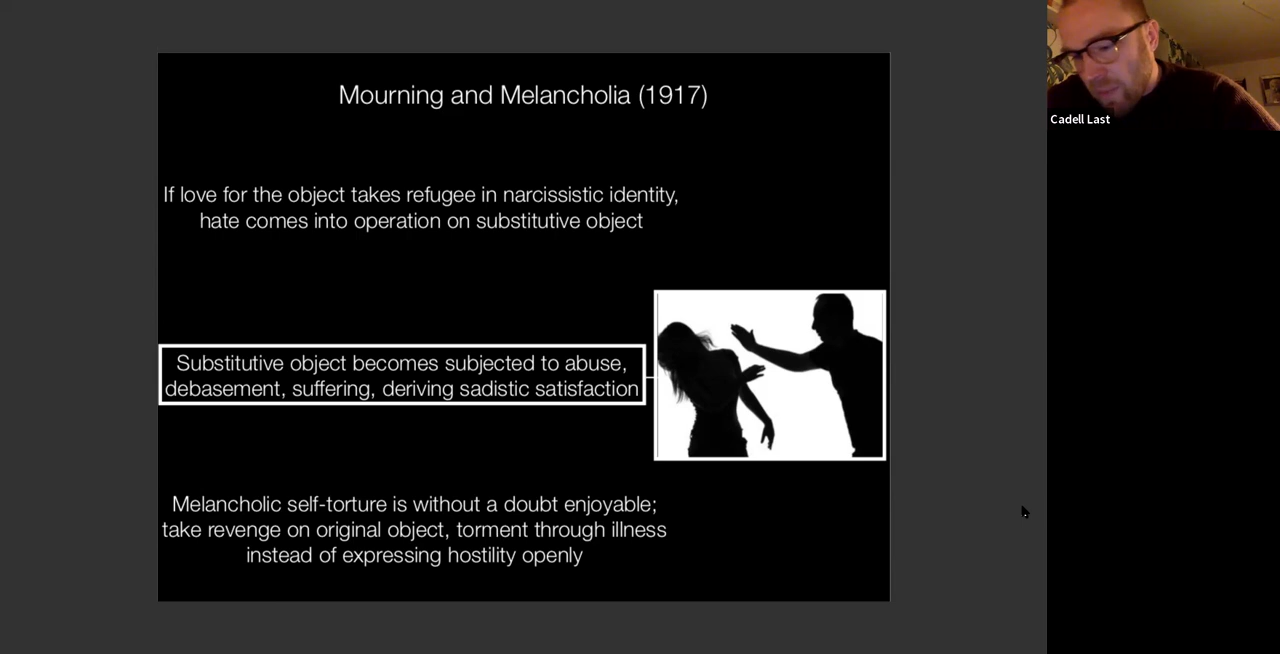 Mourning and Melancholia (1917)
If love for the object takes refugee in narcissistic identity,
hate comes into operation on substitutive object
Substitutive object becomes subjected to abuse,
debasement, suffering, deriving sadistic satisfaction
Melancholic self-torture is without a doubt enjoyable;
take revenge on original object, torment through illness
instead of expressing hostility openly
Cadell Last